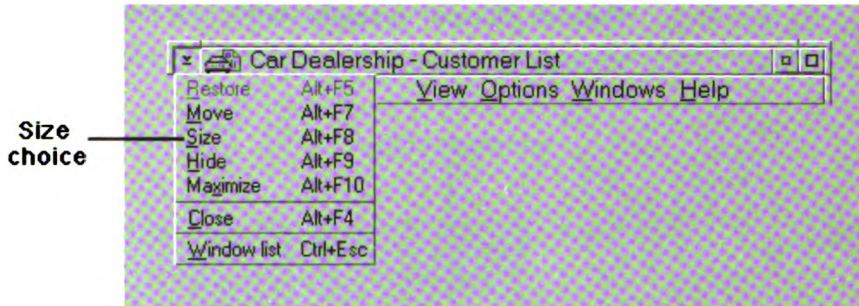 Car Dealership - Customer List
Restore Alt+F5
View Options Windows Help
Move Alt+F7
Size Alt+F8
Hide Alt+F9
Maximize Alt+F10
Close Alt+F4
Window list Ctrl+Esc
Size
choice